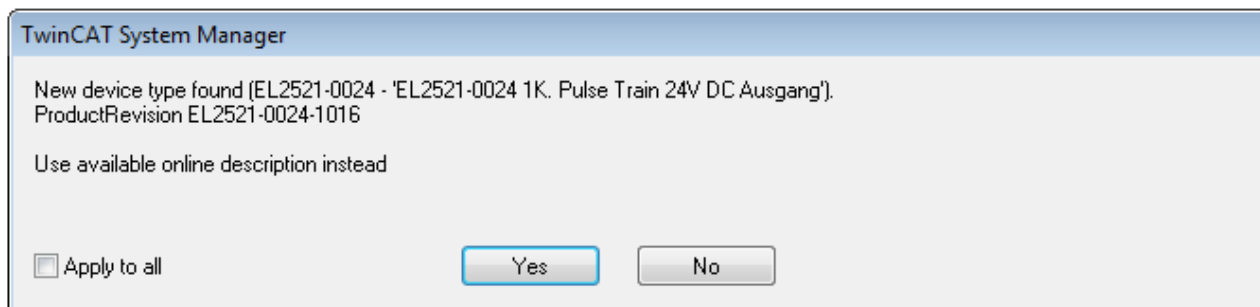 TwinCAT System Manager
New device type found (EL2521-0024 - 'EL2521-0024 1K. Pulse Train 24V DC Ausgang').
ProductRevision EL2521-0024-1016
Use available online description instead
Apply to all
Yes
No